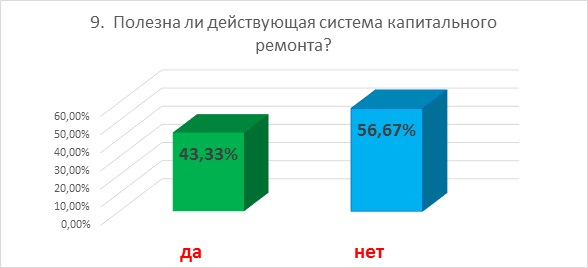 9. Полезна ли действующая система капитального
ремонта?
60,00%
50,00%
40,00%
30,00%
20,00%
10,00%
0,00%
43,33%
56,67%
да
нет